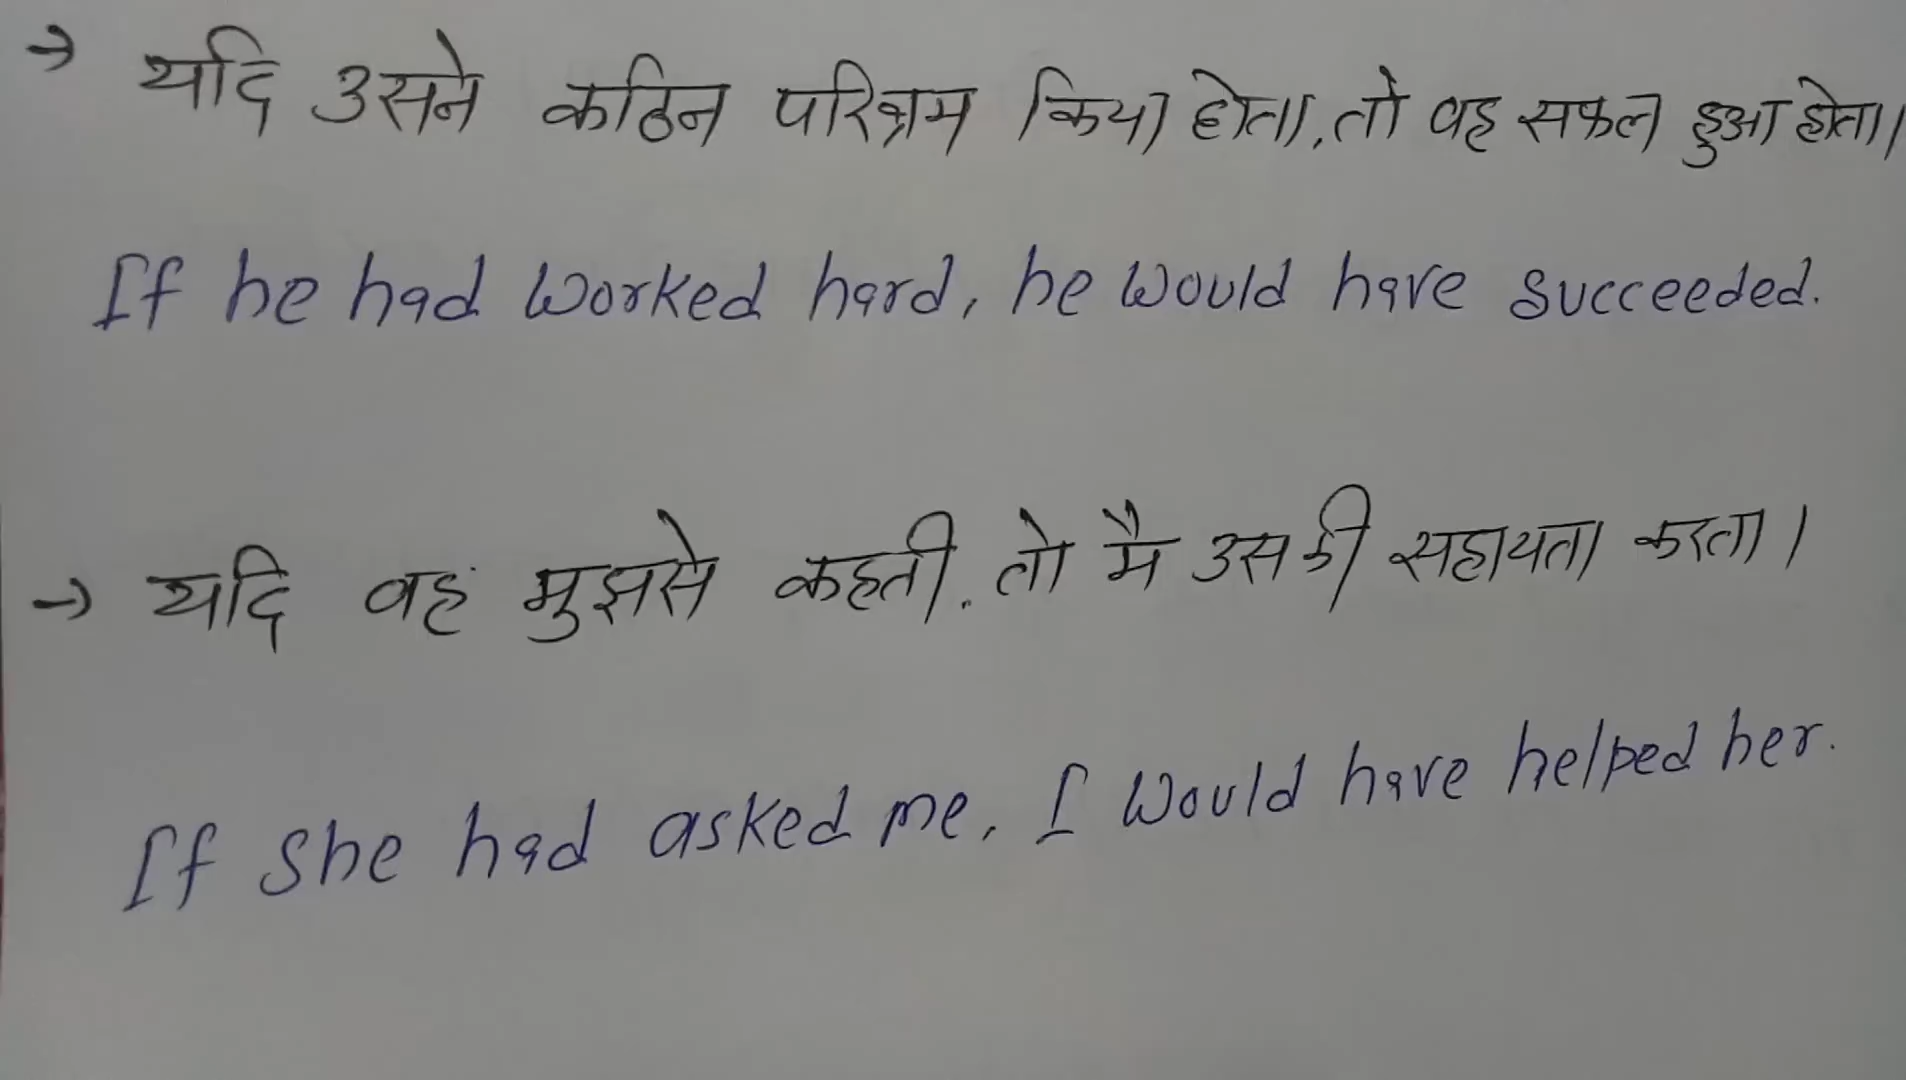 → यदि उसने कठिन परिश्रम किया होता, तो वह सफल हुआ होता।
If he had worked hard, he would have succeeded.
→ यदि वह मुझसे कहती, तो मै उसकी सहायता करता।
If she had asked me, I would have helped her.